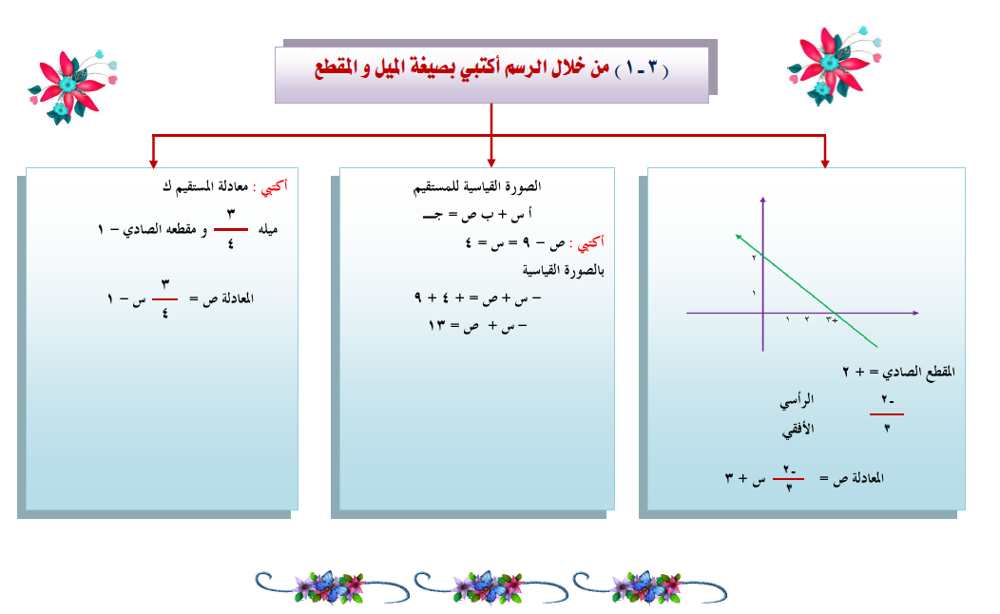 ( ٣ ـ ١ ) من خلال الرسم أكتبي بصيغة الميل و المقطع
٢
١
١ ٢ ٣+
المقطع الصادي = + ٢
ـ ٢ الرأسي
٣ الأفقي
المعادلة ص = ـ ٢ / ٣ س + ٣
الصورة القياسية للمستقيم
أ س + ب ص = جـــ
أكتبي : ص – ٩ = س = ٤
بالصورة القياسية
– س + ص = + ٤ + ٩
– س + ص = ١٣
أكتبي : معادلة المستقيم ك
ميله ٣ / ٤ و مقطعه الصادي – ١
المعادلة ص = ٣ / ٤ س – ١